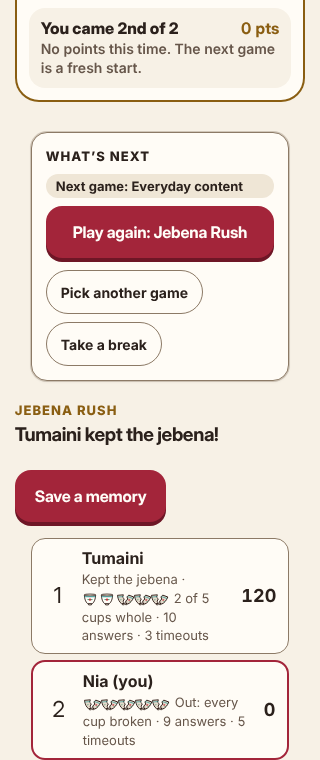 You came 2nd of 2
0 pts
No points this time. The next game
is a fresh start.
WHAT'S NEXT
Next game: Everyday content
Play again: Jebena Rush
Pick another game
Take a break
JEBENA RUSH
Tumaini kept the jebena!
Save a memory
1
Tumaini
Kept the jebena ·
2 of 5
cups whole · 10
answers · 3 timeouts
120
2
Nia (you)
Out: every
cup broken · 9 answers · 5
timeouts
0